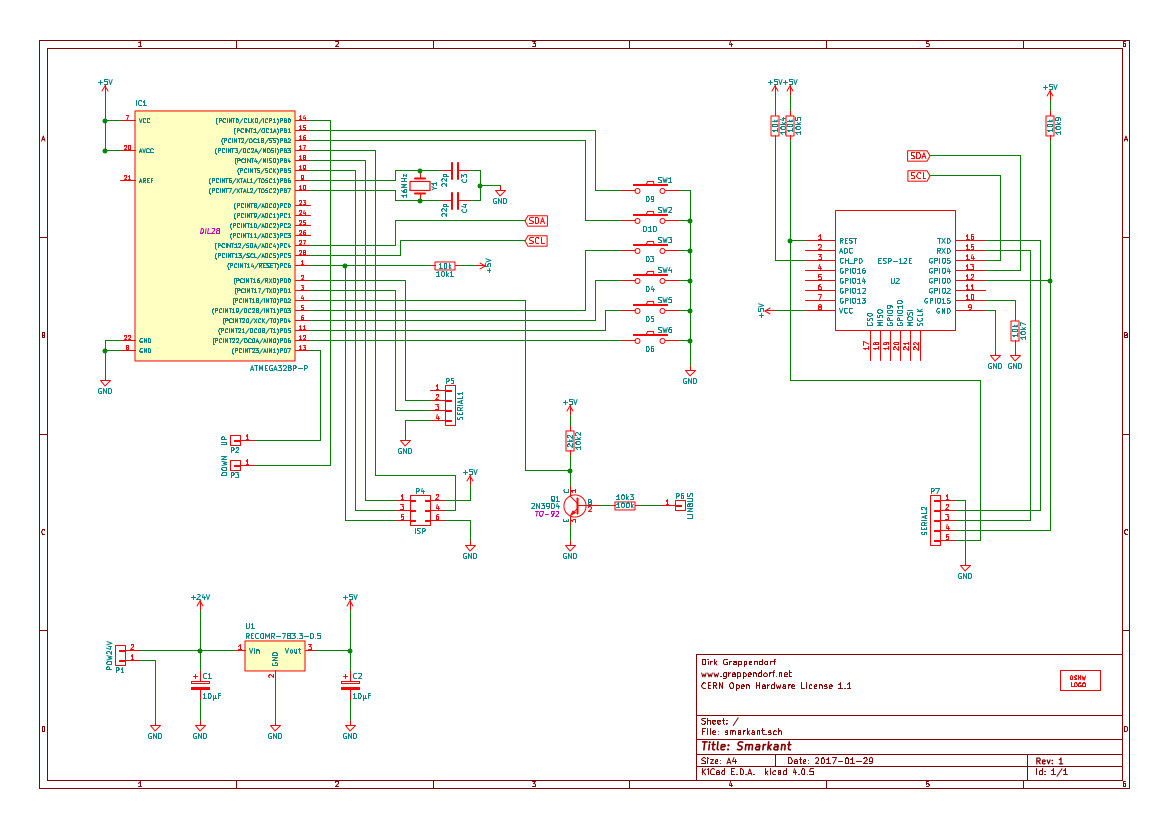 1 2 3 4 5 6
A
B
C
D
+5V
IC1
7 VCC
20 AVCC
21 AREF
DIL28
22 GND
8 GND
(PCINT0/CLKO/ICP1)PB0 14
(PCINT1/OC1A)PB1 15
(PCINT2/OC1B/SS)PB2 16
(PCINT3/OC2A/MOSI)PB3 17
(PCINT4/MISO)PB4 18
(PCINT5/SCK)PB5 19
(PCINT6/XTAL1/TOSC1)PB6 9
(PCINT7/XTAL2/TOSC2)PB7 10
(PCINT8/ADC0)PC0 23
(PCINT9/ADC1)PC1 24
(PCINT10/ADC2)PC2 25
(PCINT11/ADC3)PC3 26
(PCINT12/SDA/ADC4)PC4 27
(PCINT13/SCL/ADC5)PC5 28
(PCINT14/RESET)PC6 1
(PCINT16/RXD)PD0 2
(PCINT17/TXD)PD1 3
(PCINT18/INT0)PD2 4
(PCINT19/OC2B/INT1)PD3 5
(PCINT20/XCK/T0)PD4 6
(PCINT21/OC0B/T1)PD5 11
(PCINT22/OC0A/AIN0)PD6 12
(PCINT23/AIN1)PD7 13
ATMEGA328P-P
GND
16MHz
Y1
22p
C3
22p
C4
GND
SDA
SCL
10k
10k1
+5V
SW1
D9
SW2
D10
SW3
D3
SW4
D4
SW5
D5
SW6
D6
GND
+5V +5V
10k
10k4
10k
10k5
+5V
10k
10k9
SDA
SCL
1 REST
2 ADC
3 CH_PD
4 GPIO16
5 GPIO14
6 GPIO12
7 GPIO13
8 VCC
+5V
ESP-12E
U2
TXD 16
RXD 15
GPIO5 14
GPIO4 13
GPIO0 12
GPIO2 11
GPIO15 10
GND 9
CSO MISO GPIO9 GPIO10 MOSI SCLK
17 18 19 20 21 22
10k
10k7
GND GND
P5
1
2
3
4
SERIAL1
GND
UP
1
P2
DOWN
1
P3
P4
1 2
3 4
5 6
ISP
+5V
GND
+5V
2k2
10k2
Q1
2N3904
TO-92
C 1
B 2
E 3
GND
10k3
100k
1
P6
LINBUS
P7
1
2
3
4
5
SERIAL2
GND
+24V
+5V
U1
RECOMR-783.3-0.5
1 Vin
Vout 3
GND
2
POW24V
2
1
P1
+ C1
10µF
+ C2
10µF
GND GND GND GND
Dirk Grappendorf
www.grappendorf.net
CERN Open Hardware License 1.1
OSHW
LOGO
Sheet: /
File: smarkant.sch
Title: Smarkant
Size: A4 Date: 2017-01-29 Rev: 1
KiCad E.D.A. kicad 4.0.5 Id: 1/1
1 2 3 4 5 6
A
B
C
D